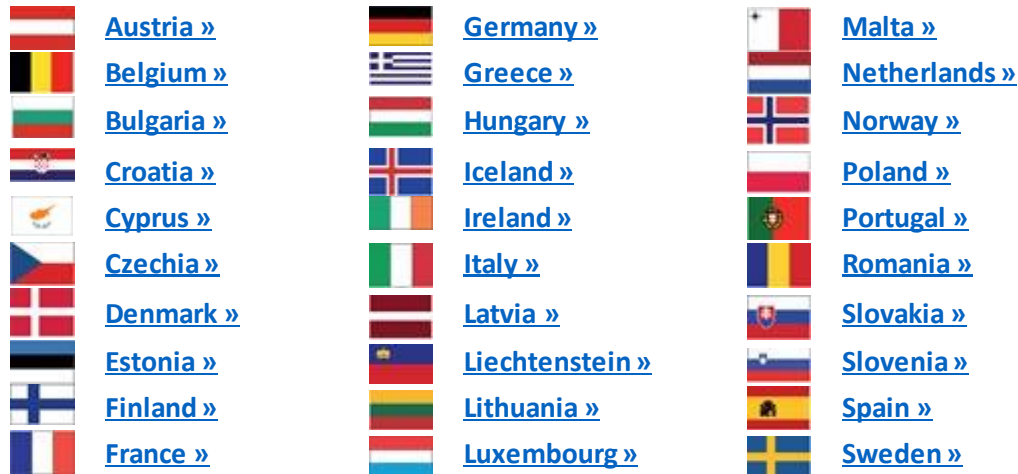 Austria »
Belgium »
Bulgaria »
Croatia »
Cyprus »
Czechia »
Denmark »
Estonia »
Finland »
France »
Germany »
Greece »
Hungary »
Iceland »
Ireland »
Italy »
Latvia »
Liechtenstein »
Lithuania »
Luxembourg »
Malta »
Netherlands »
Norway »
Poland »
Portugal »
Romania »
Slovakia »
Slovenia »
Spain »
Sweden »